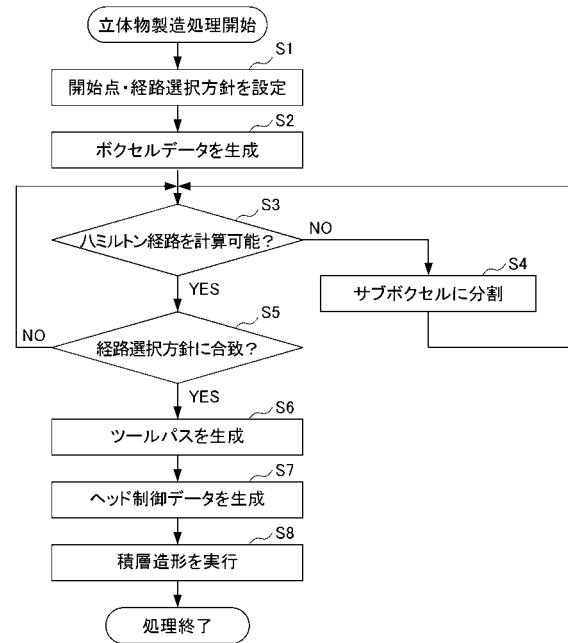 立体物製造処理開始
S1
開始点・経路選択方針を設定
S2
ボクセルデータを生成
S3
ハミルトン経路を計算可能？
NO
S4
サブボクセルに分割
YES
S5
NO
経路選択方針に合致？
YES
S6
ツールパスを生成
S7
ヘッド制御データを生成
S8
積層造形を実行
処理終了